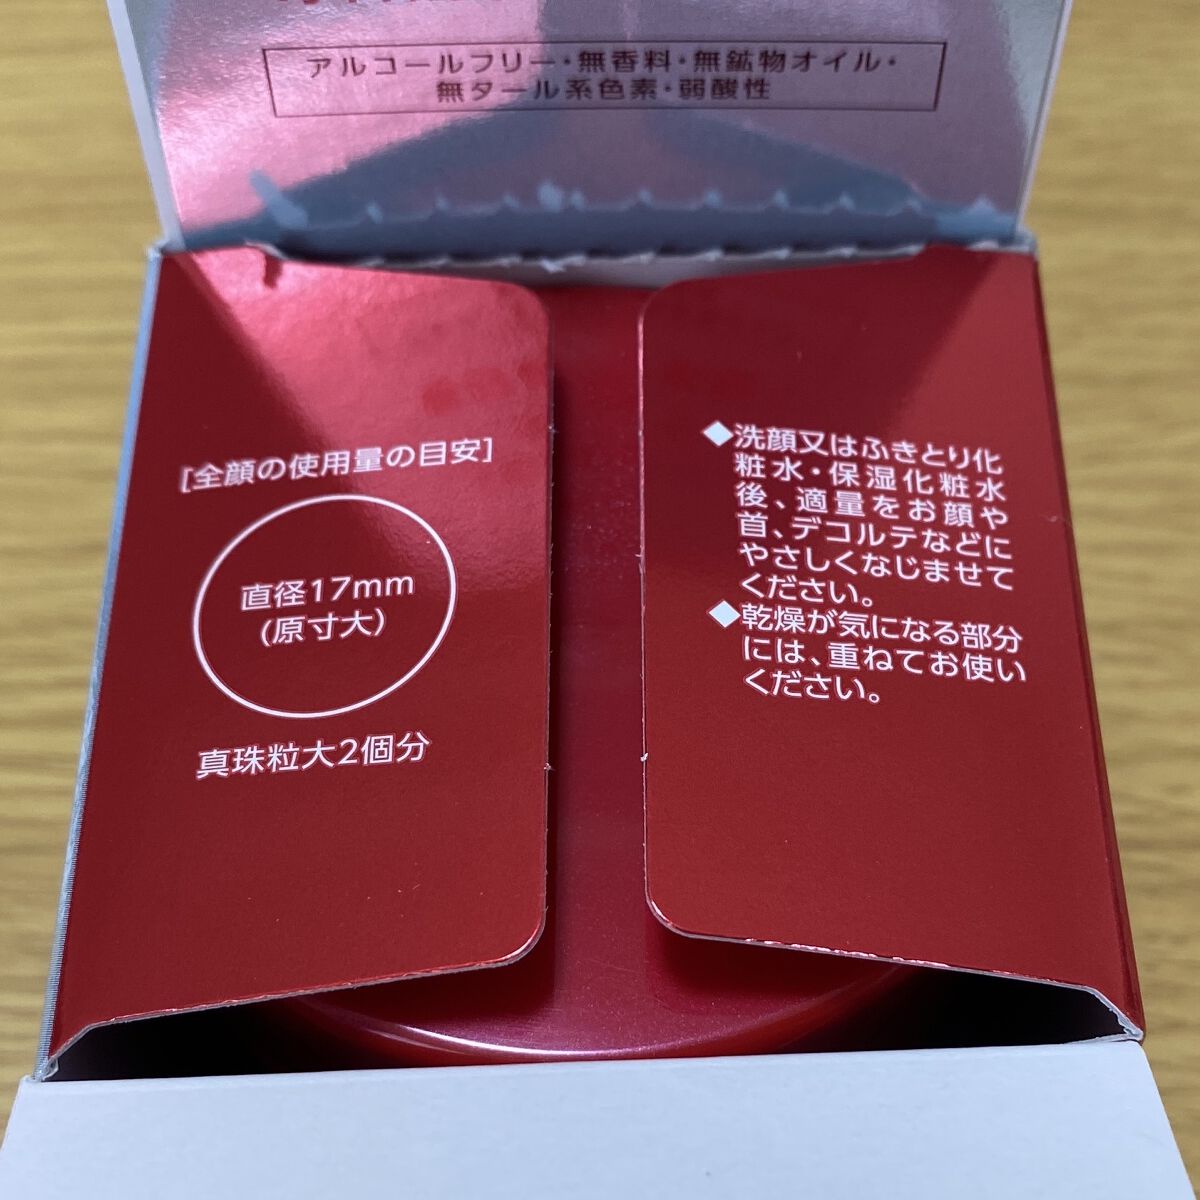 アルコールフリー・無香料・無鉱物オイル・
無タール系色素・弱酸性
[全顔の使用量の目安]
直径17mm
(原寸大)
真珠粒大2個分
◆洗顔又はふきとり化
粧水・保湿化粧水
後、適量をお顔や
首、デコルテなどに
やさしくなじませて
ください。
◆乾燥が気になる部分
には、重ねてお使い
ください。